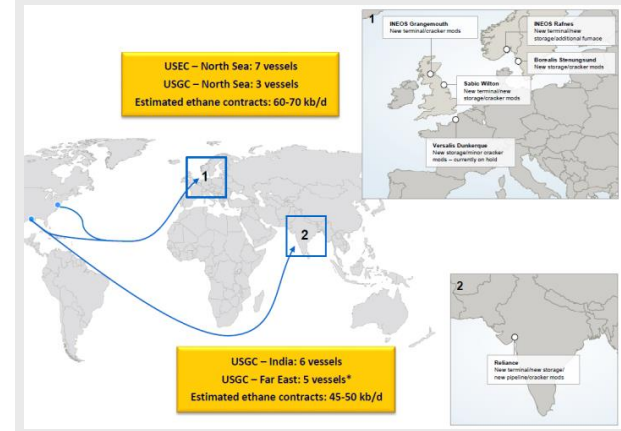 USEC – North Sea: 7 vessels
USGC – North Sea: 3 vessels
Estimated ethane contracts: 60-70 kb/d
1
INEOS Grangemouth
New terminal/cracker mods
INEOS Rafnes
New terminal/new
storage/additional furnace
Borealis Stenungsund
New storage/cracker mods
Sabic Wilton
New terminal/new
storage/cracker mods
Versalis Dunkerque
New storage/minor cracker
mods – currently on hold
1
2
USGC – India: 6 vessels
USGC – Far East: 5 vessels*
Estimated ethane contracts: 45-50 kb/d
2
Reliance
New terminal/new storage/
new pipeline/cracker mods